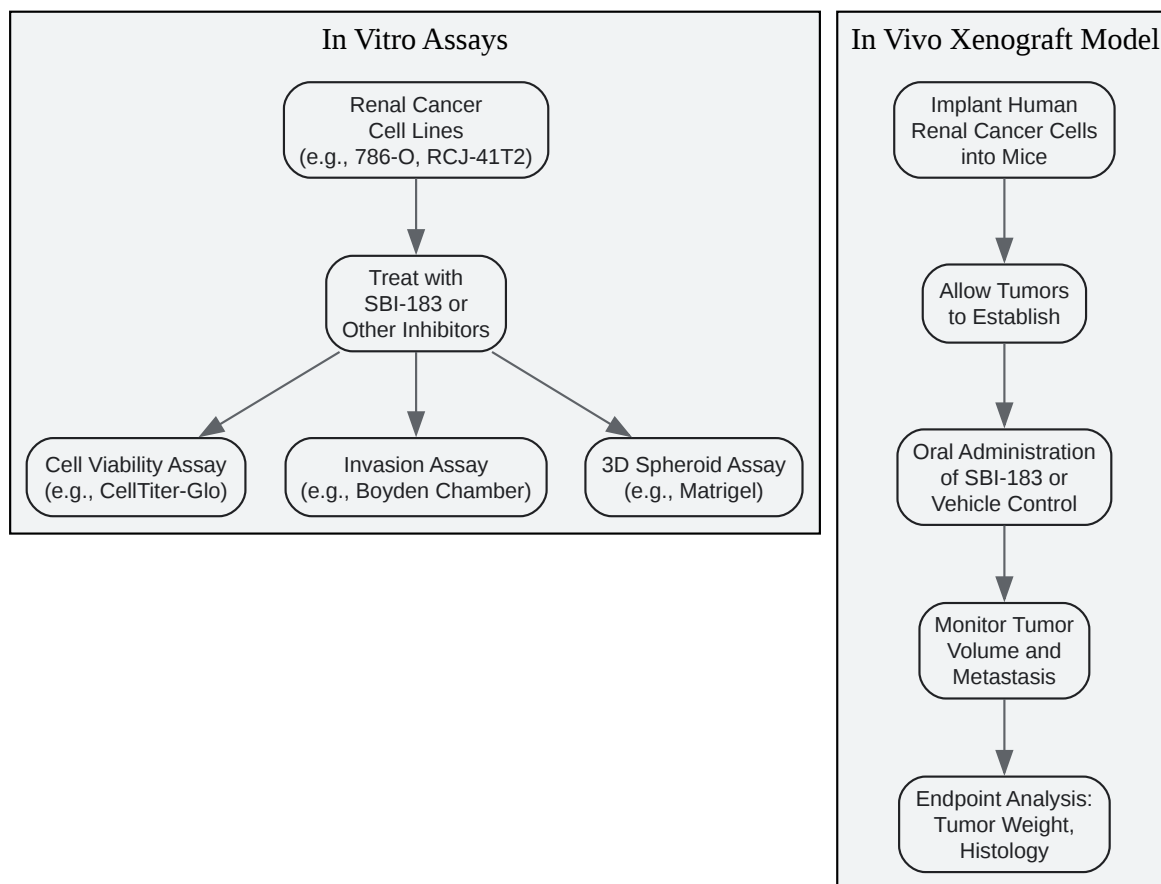 In Vitro Assays
Renal Cancer
Cell Lines
(e.g., 786-O, RCJ-41T2)
Treat with
SBI-183 or
Other Inhibitors
Cell Viability Assay
(e.g., CellTiter-Glo)
Invasion Assay
(e.g., Boyden Chamber)
3D Spheroid Assay
(e.g., Matrigel)
In Vivo Xenograft Model
Implant Human
Renal Cancer Cells
into Mice
Allow Tumors
to Establish
Oral Administration
of SBI-183 or
Vehicle Control
Monitor Tumor
Volume and
Metastasis
Endpoint Analysis:
Tumor Weight,
Histology